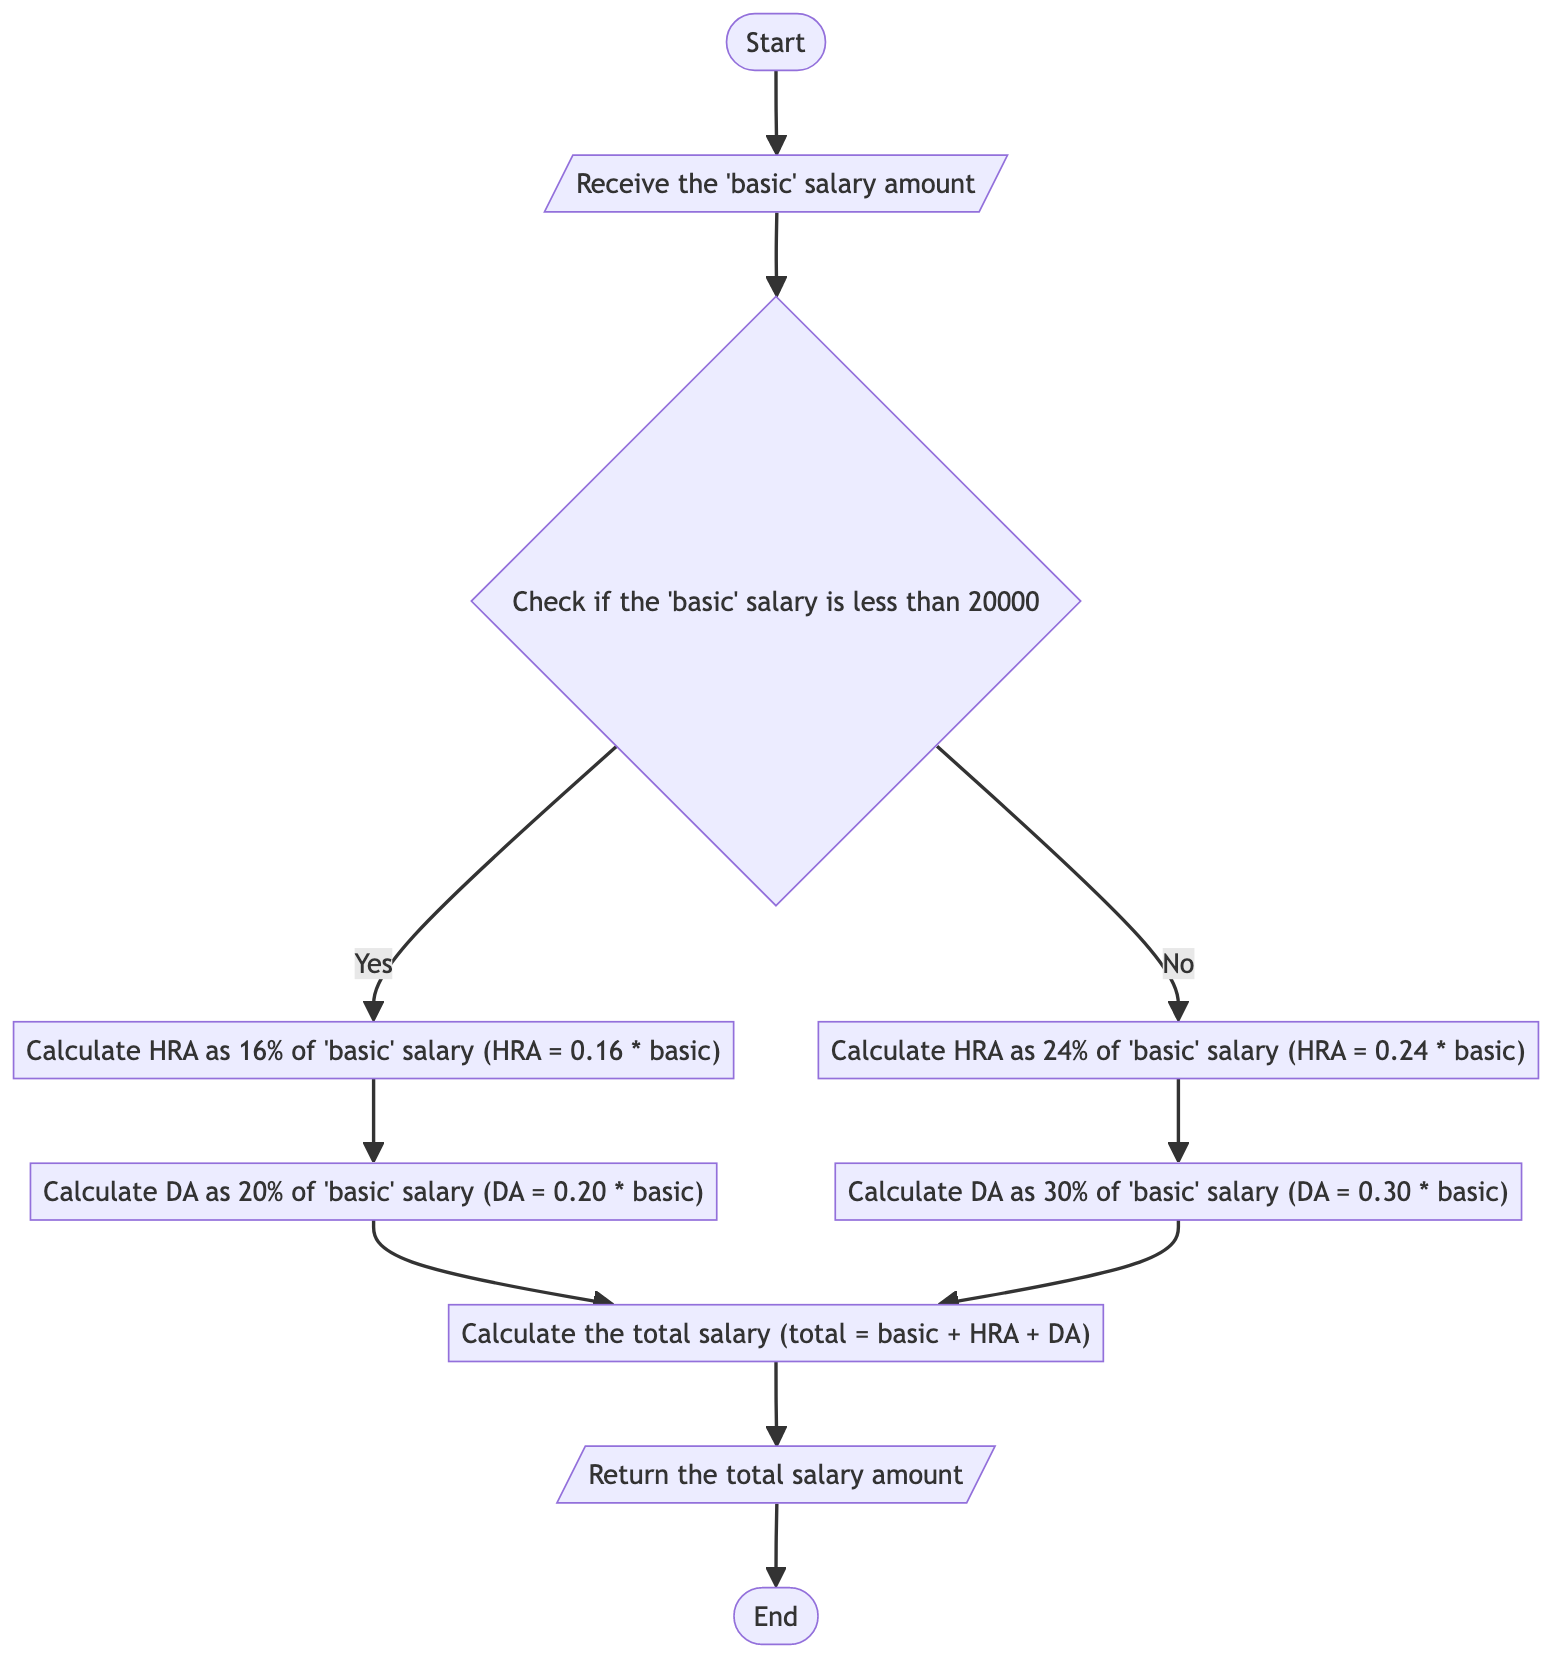 Start
Receive the 'basic' salary amount
Check if the 'basic' salary is less than 20000
Yes
No
Calculate HRA as 16% of 'basic' salary (HRA = 0.16 * basic)
Calculate HRA as 24% of 'basic' salary (HRA = 0.24 * basic)
Calculate DA as 20% of 'basic' salary (DA = 0.20 * basic)
Calculate DA as 30% of 'basic' salary (DA = 0.30 * basic)
Calculate the total salary (total = basic + HRA + DA)
Return the total salary amount
End